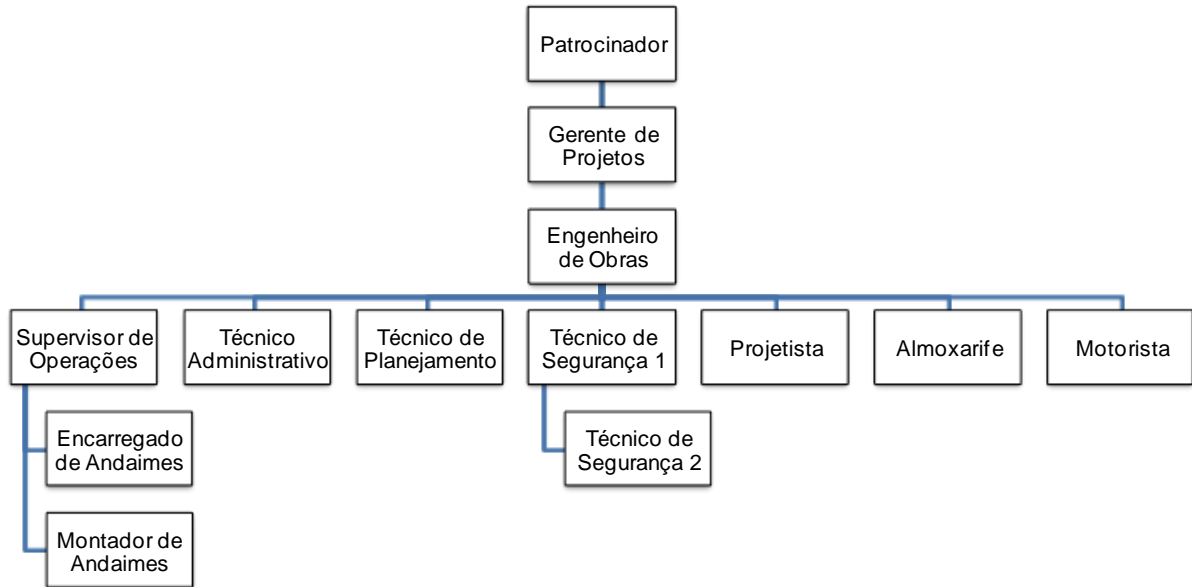 Patrocinador
Gerente de
Projetos
Engenheiro
de Obras
Supervisor de
Operações
Técnico
Administrativo
Técnico de
Planejamento
Técnico de
Segurança 1
Projetista
Almoxarife
Motorista
Encarregado
de Andaimes
Técnico de
Segurança 2
Montador de
Andaimes